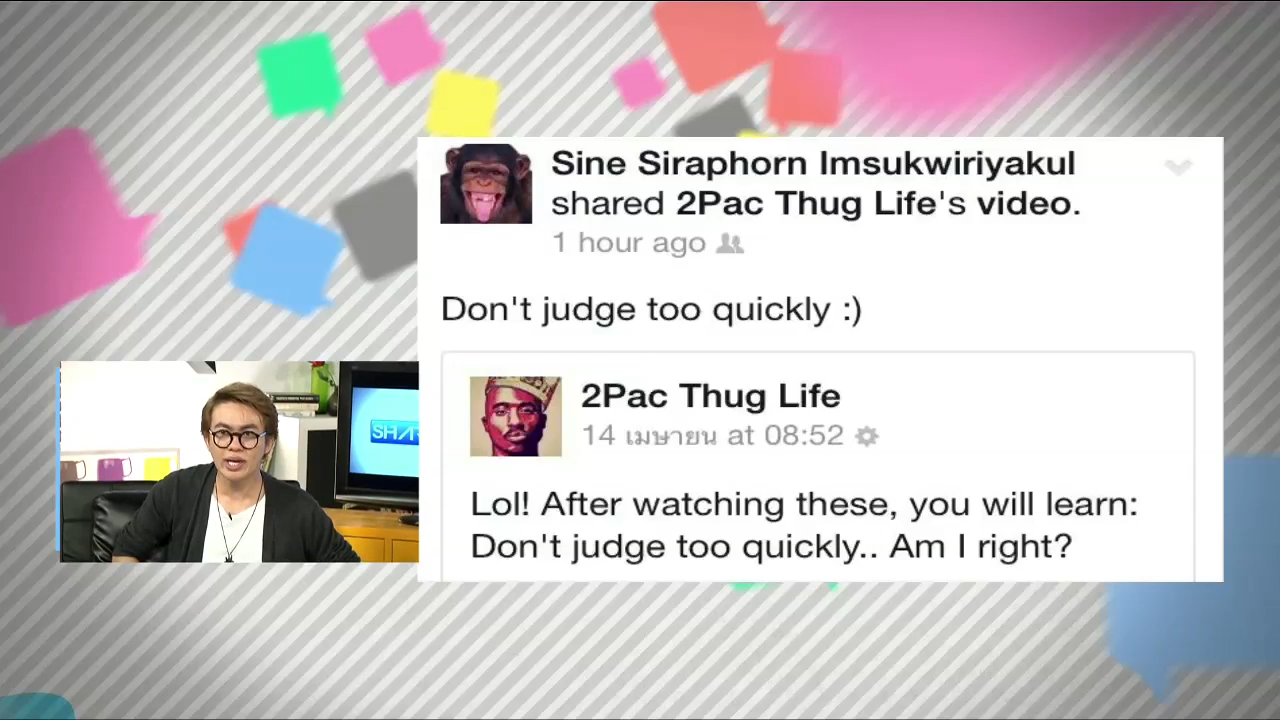 Sine Siraphorn Imsukwiriyakul
shared 2Pac Thug Life's video.
1 hour ago
Don't judge too quickly :)
2Pac Thug Life
14 เมษายน at 08:52
Lol! After watching these, you will learn:
Don't judge too quickly.. Am I right?